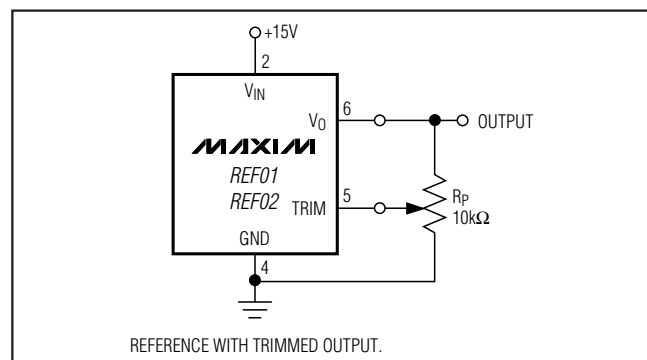 +15V
2
VIN
6
VO
OUTPUT
MAXIM
REF01
REF02
5
TRIM
RP
10kΩ
GND
4
REFERENCE WITH TRIMMED OUTPUT.